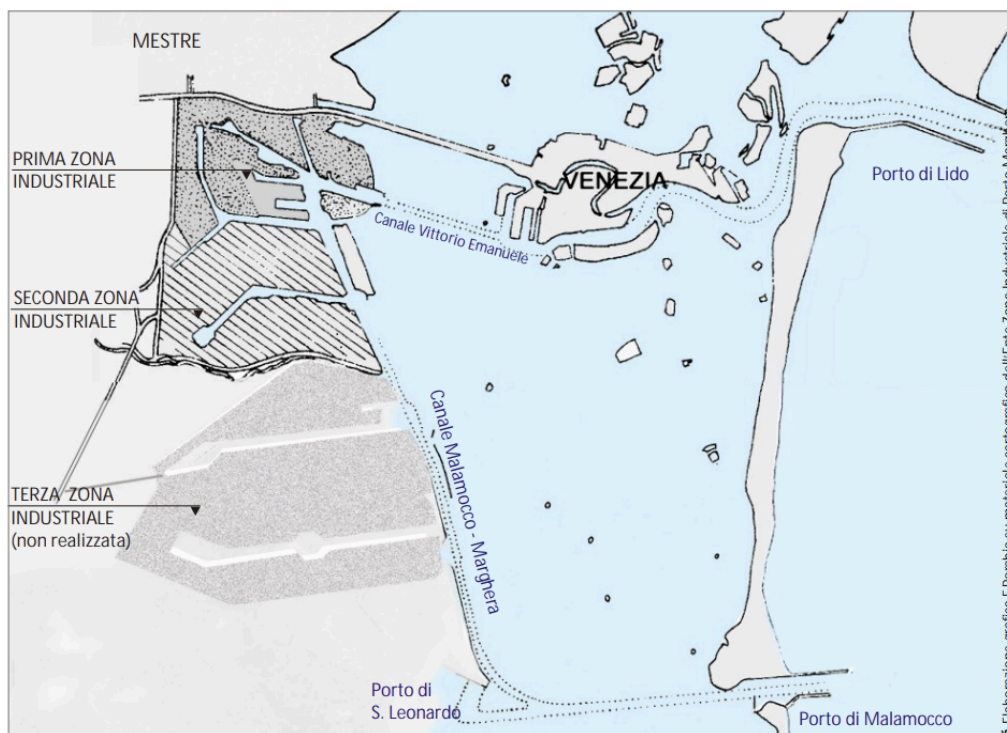 MESTRE
PRIMA ZONA
INDUSTRIALE
VENEZIA
Porto di Lido
Canale Vittorio Emanuele
SECONDA ZONA
INDUSTRIALE
Canale Malamocco - Marghera
TERZA ZONA
INDUSTRIALE
(non realizzata)
Porto di
S. Leonardo
Porto di Malamocco